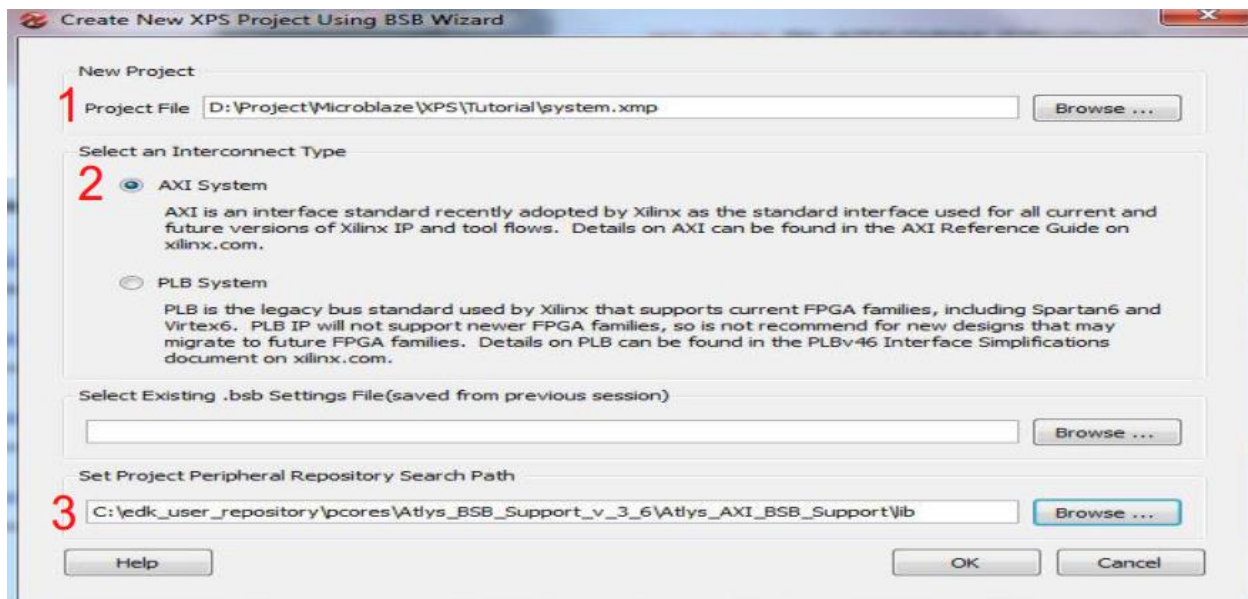 Create New XPS Project Using BSB Wizard
New Project
1 Project File D:\Project\Microblaze\XPS\Tutorial\system.xmp Browse ...
Select an Interconnect Type
2 AXI System
AXI is an interface standard recently adopted by Xilinx as the standard interface used for all current and
future versions of Xilinx IP and tool flows. Details on AXI can be found in the AXI Reference Guide on
xilinx.com.
PLB System
PLB is the legacy bus standard used by Xilinx that supports current FPGA families, including Spartan6 and
Virtex6. PLB IP will not support newer FPGA families, so is not recommend for new designs that may
migrate to future FPGA families. Details on PLB can be found in the PLBv46 Interface Simplifications
document on xilinx.com.
Select Existing .bsb Settings File(saved from previous session)
Browse ...
Set Project Peripheral Repository Search Path
3 C:\edk_user_repository\pcores\Atlys_BSB_Support_v_3_6\Atlys_AXI_BSB_Support\lib Browse ...
Help OK Cancel